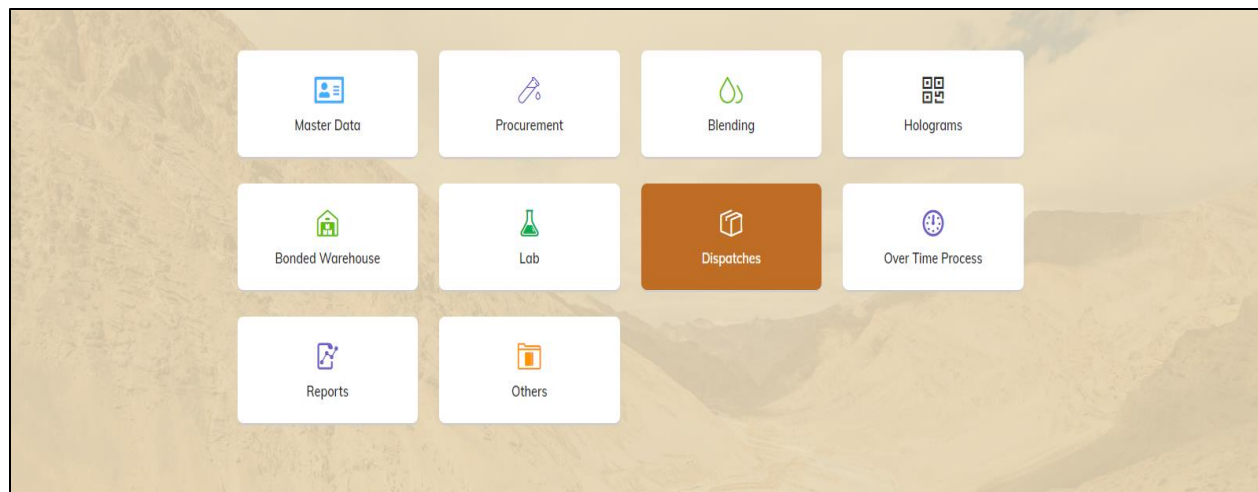 Master Data
Procurement
Blending
Holograms
Bonded Warehouse
Lab
Dispatches
Over Time Process
Reports
Others